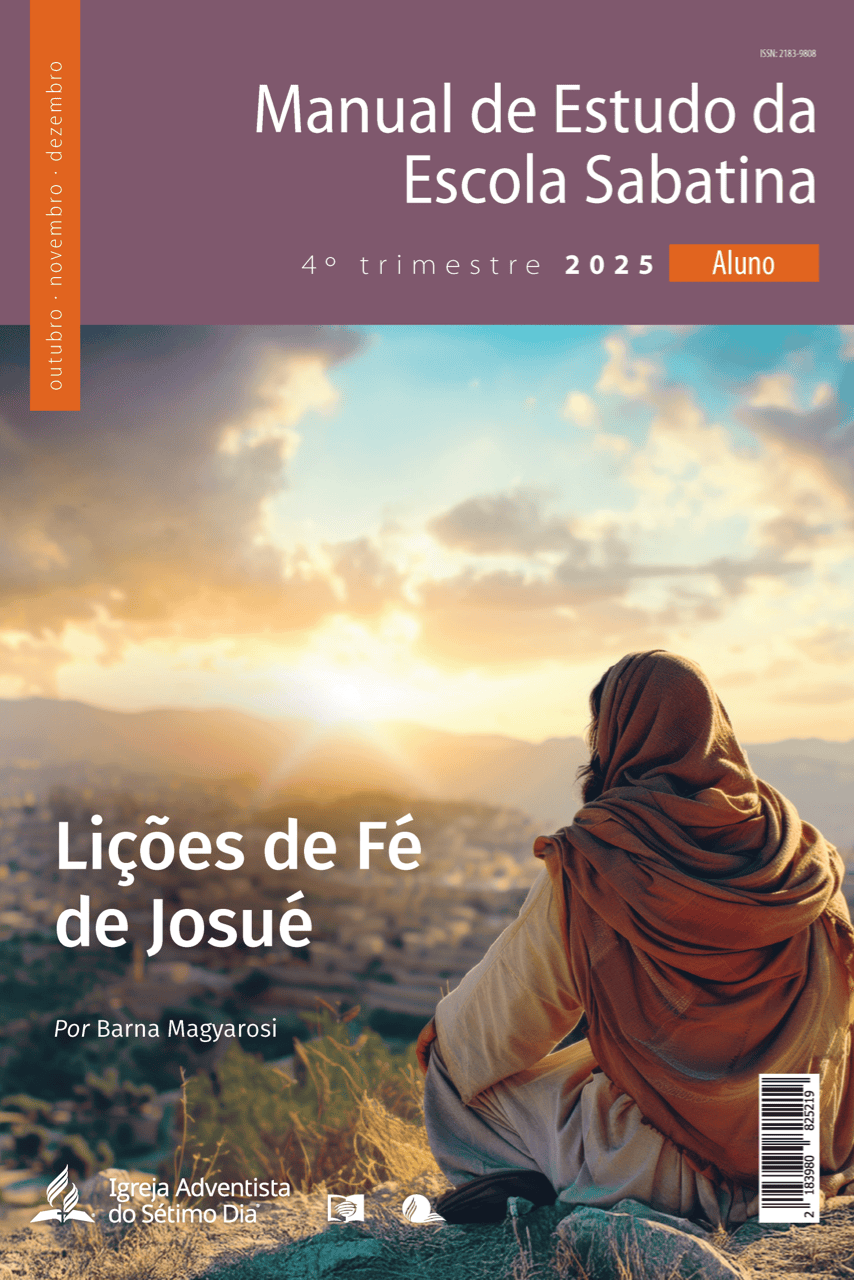 ISSN: 2183-9808
Manual de Estudo da
Escola Sabatina
4º trimestre 2025 Aluno
outubro · novembro · dezembro
Lições de Fé
de Josué
Por Barna Magyarosi
Igreja Adventista
do Sétimo Dia
2 183980 825219